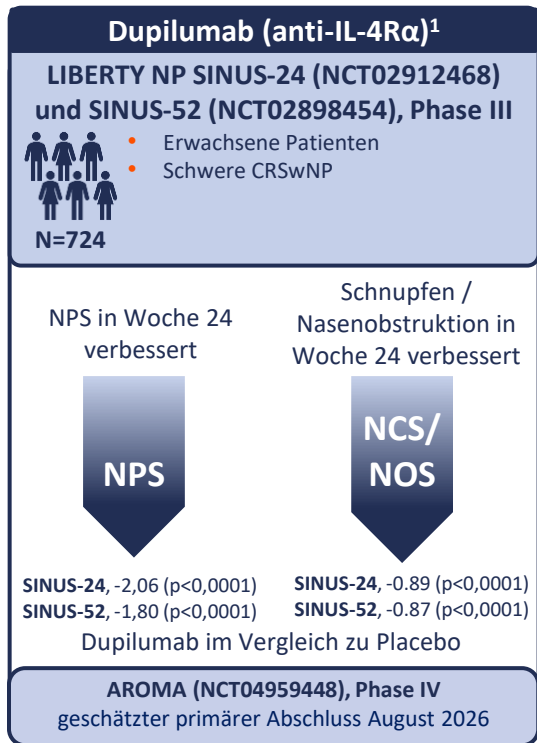 Dupilumab (anti-IL-4Rα)¹
LIBERTY NP SINUS-24 (NCT02912468)
und SINUS-52 (NCT02898454), Phase III
• Erwachsene Patienten
• Schwere CRSwNP
N=724
NPS in Woche 24
verbessert
Schnupfen /
Nasenobstruktion in
Woche 24 verbessert
NPS
NCS/
NOS
SINUS-24, -2,06 (p<0,0001)
SINUS-52, -1,80 (p<0,0001)
SINUS-24, -0.89 (p<0,0001)
SINUS-52, -0.87 (p<0,0001)
Dupilumab im Vergleich zu Placebo
AROMA (NCT04959448), Phase IV
geschätzter primärer Abschluss August 2026